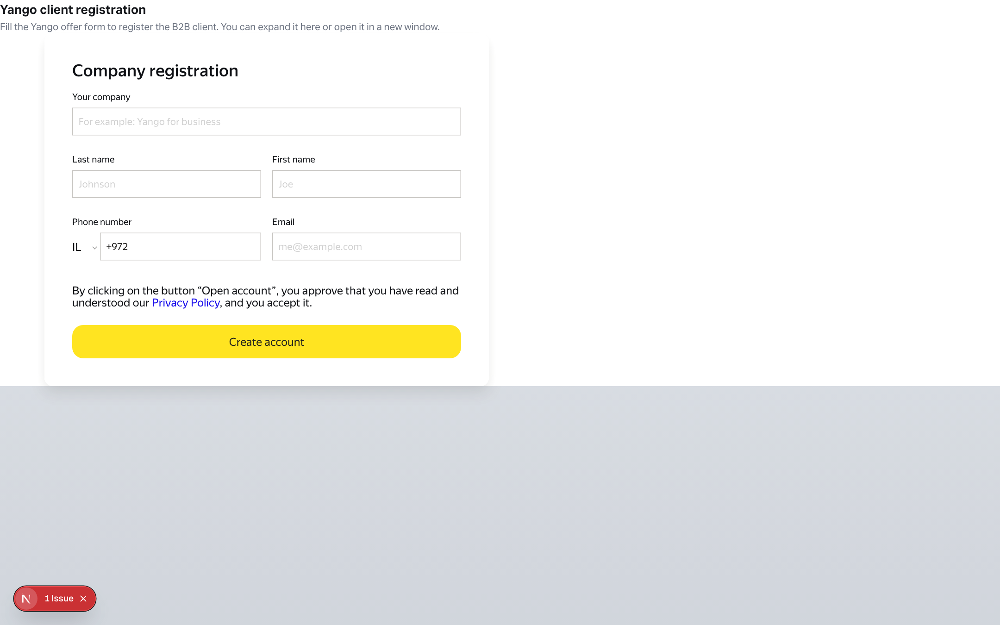 Yango client registration
Fill the Yango offer form to register the B2B client. You can expand it here or open it in a new window.
Company registration
Your company
For example: Yango for business
Last name
First name
Johnson
Joe
Phone number
Email
IL
+972
me@example.com
By clicking on the button “Open account”, you approve that you have read and
understood our Privacy Policy, and you accept it.
Create account
N
1 Issue